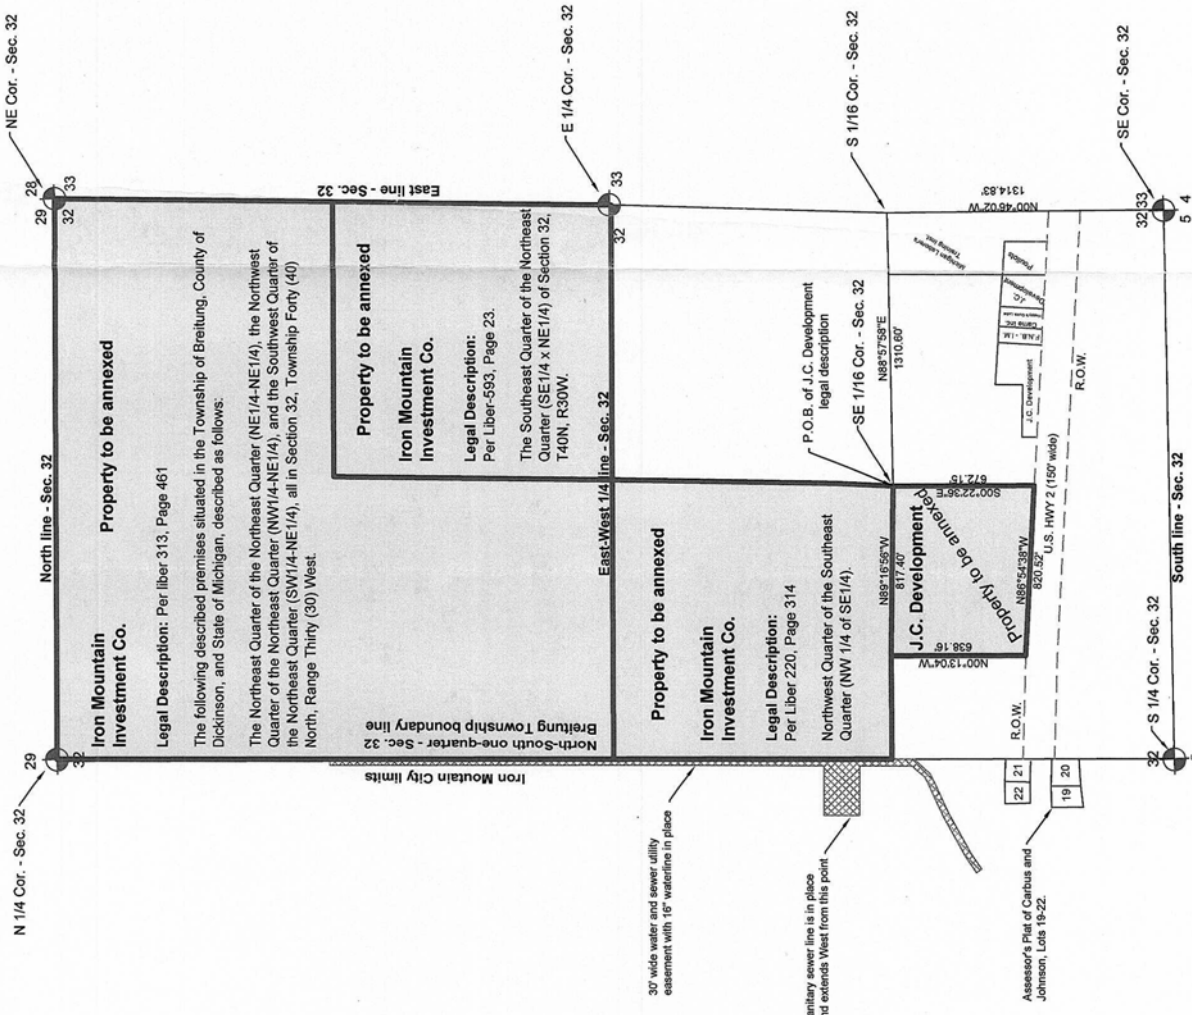 NE Cor. - Sec. 32
E 1/4 Cor. - Sec. 32
S 1/16 Cor. - Sec. 32
SE Cor. - Sec. 32
N 1/4 Cor. - Sec. 32
29
28
32
33
29
32
North line - Sec. 32
East line - Sec. 32
Property to be annexed
Iron Mountain
Investment Co.
Legal Description: Per liber 313, Page 461
The following described premises situated in the Township of Breitung, County of
Dickinson, and State of Michigan, described as follows:
The Northeast Quarter of the Northeast Quarter (NE1/4-NE1/4), the Northwest
Quarter of the Northeast Quarter (NW1/4-NE1/4), and the Southwest Quarter of
the Northeast Quarter (SW1/4-NE1/4), all in Section 32, Township Forty (40)
North, Range Thirty (30) West.
Property to be annexed
Iron Mountain
Investment Co.
Legal Description:
Per Liber-593, Page 23.
The Southeast Quarter of the Northeast
Quarter (SE1/4 x NE1/4) of Section 32,
T40N, R30W.
32
33
East-West 1/4 line - Sec. 32
North-South one-quarter - Sec. 32
Breitung Township boundary line
Iron Mountain City limits
Property to be annexed
Iron Mountain
Investment Co.
Legal Description:
Per Liber 220, Page 314
Northwest Quarter of the Southeast
Quarter (NW 1/4 of SE1/4).
P.O.B. of J.C. Development
legal description
SE 1/16 Cor. - Sec. 32
N88°57'58"E
1310.60'
N00°46'02"W
1314.83'
N89°16'56"W
817.40'
J.C. Development
Property to be annexed
S00°22'36"E
672.15'
N86°54'38"W
820.52'
N00°13'04"W
638.16'
Michigan Laborer's
Training Inst.
Poulipts
J.C.
Development
F.N.B. - I.M.
J.C. Development
U.S. HWY 2 (150' wide)
R.O.W.
R.O.W.
22
21
19
20
30' wide water and sewer utility
easement with 16" waterline in place
anitary sewer line is in place
nd extends West from this point
Assessor's Plat of Carbus and
Johnson, Lots 19-22.
S 1/4 Cor. - Sec. 32
32
South line - Sec. 32
32
33
5
4